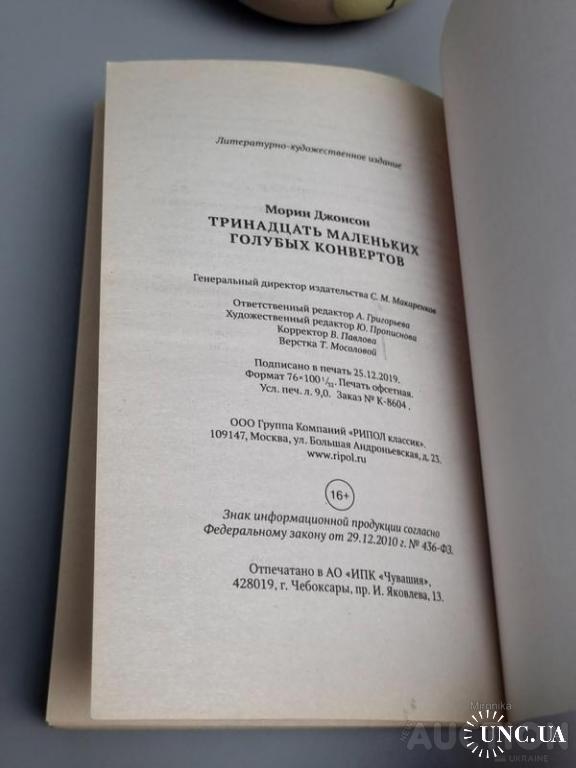 Литературно-художественное издание
Морин Джонсон
ТРИНАДЦАТЬ МАЛЕНЬКИХ
ГОЛУБЫХ КОНВЕРТОВ
Генеральный директор издательства С. М. Макаренков
Ответственный редактор А. Григорьева
Художественный редактор Ю. Прописнова
Корректор В. Павлова
Верстка Т. Мосоловой
Подписано в печать 25.12.2019.
Формат 76×100 1/32. Печать офсетная.
Усл. печ. л. 9,0. Заказ № К-8604.
ООО Группа Компаний «РИПОЛ классик».
109147, Москва, ул. Большая Андроньевская, д. 23.
www.ripol.ru
16+
Знак информационной продукции согласно
Федеральному закону от 29.12.2010 г. № 436-ФЗ.
Отпечатано в АО «ИПК «Чувашия»,
428019, г. Чебоксары, пр. И. Яковлева, 13.
Mironika
AUCTION
UNC.UA
UKRAINE